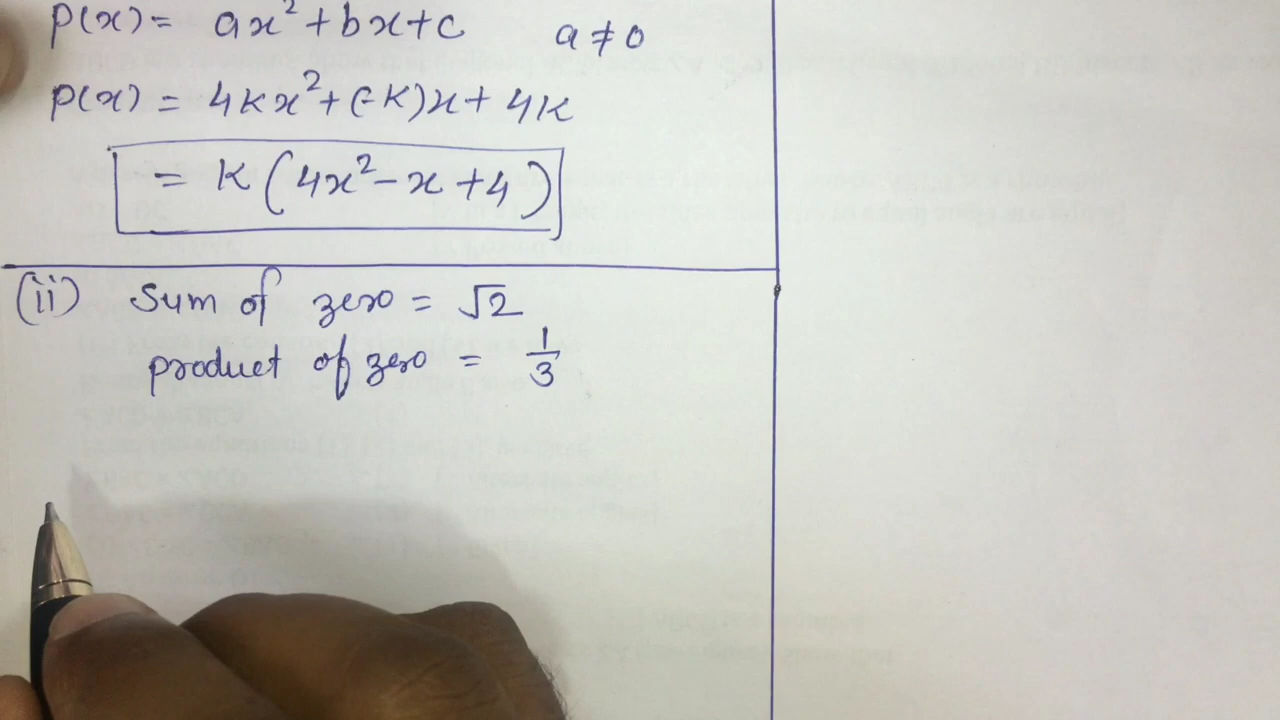 P(x) = ax² + bx + c a ≠ 0
P(x) = 4kx² + (-k)x + 4k
= k(4x² - x + 4)
(ii) Sum of zero = √2
product of zero = 1/3